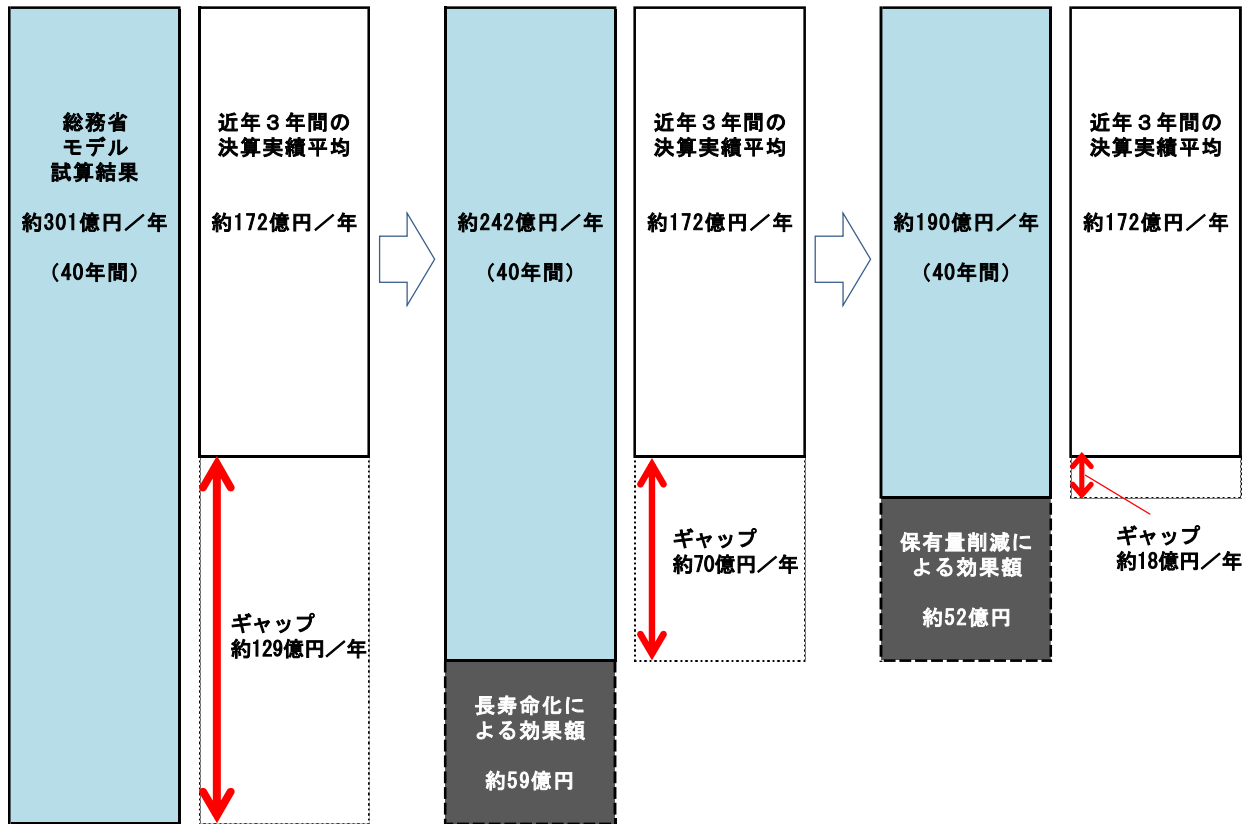 総務省
モデル
試算結果
約301億円／年
（40年間）
近年３年間の
決算実績平均
約172億円／年
ギャップ
約129億円／年
約242億円／年
（40年間）
長寿命化に
よる効果額
約59億円
近年３年間の
決算実績平均
約172億円／年
ギャップ
約70億円／年
約190億円／年
（40年間）
保有量削減に
よる効果額
約52億円
近年３年間の
決算実績平均
約172億円／年
ギャップ
約18億円／年